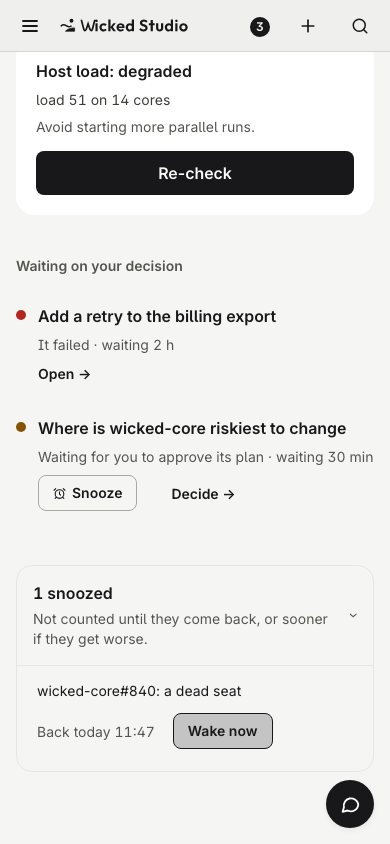 Wicked Studio
3
Host load: degraded
load 51 on 14 cores
Avoid starting more parallel runs.
Re-check
Waiting on your decision
Add a retry to the billing export
It failed · waiting 2 h
Open →
Where is wicked-core riskiest to change
Waiting for you to approve its plan · waiting 30 min
Snooze
Decide →
1 snoozed
Not counted until they come back, or sooner
if they get worse.
wicked-core#840: a dead seat
Back today 11:47
Wake now